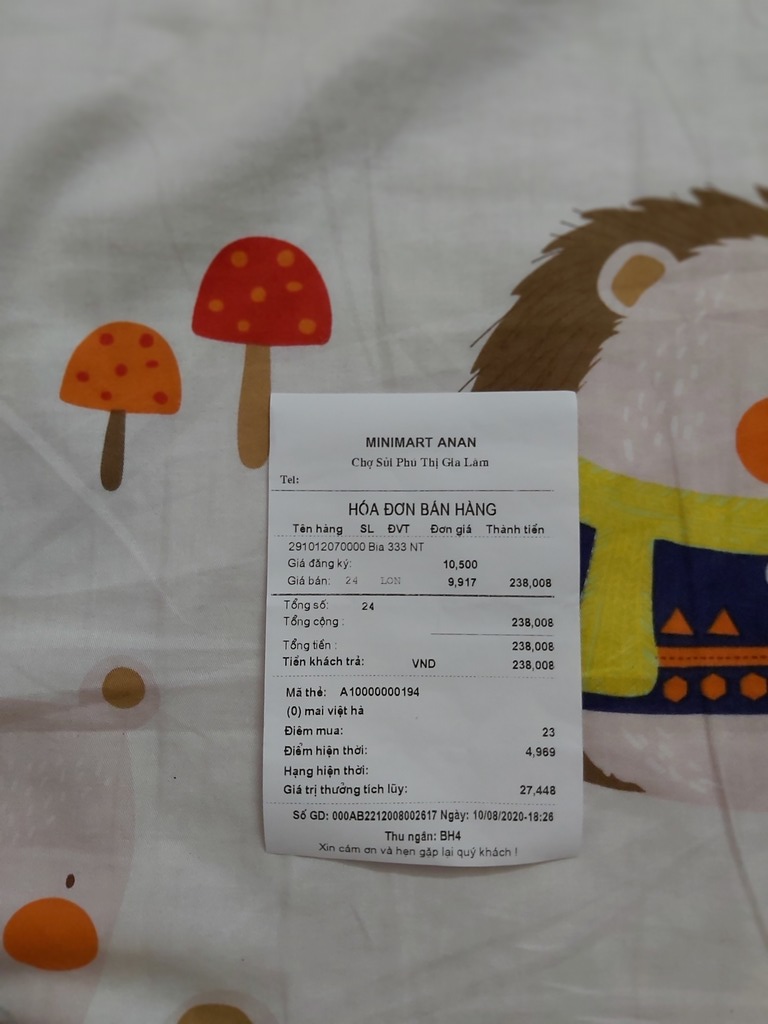 MINIMART ANAN
Chợ Sủi Phú Thị Gia Lâm
Tel:
HÓA ĐƠN BÁN HÀNG
Tên hàng SL ĐVT Đơn giá Thành tiền
291012070000 Bia 333 NT
Giá đăng ký: 10,500
Giá bán: 24 LON 9,917 238,008
Tổng số: 24
Tổng cộng : 238,008
Tổng tiền : 238,008
Tiền khách trả: VND 238,008
Mã thẻ: A10000000194
(0) mai việt hà
Điểm mua: 23
Điểm hiện thời: 4,969
Hạng hiện thời:
Giá trị thưởng tích lũy: 27,448
Số GD: 000AB2212008002617 Ngày: 10/08/2020-18:26
Thu ngân: BH4
Xin cám ơn và hẹn gặp lại quý khách !